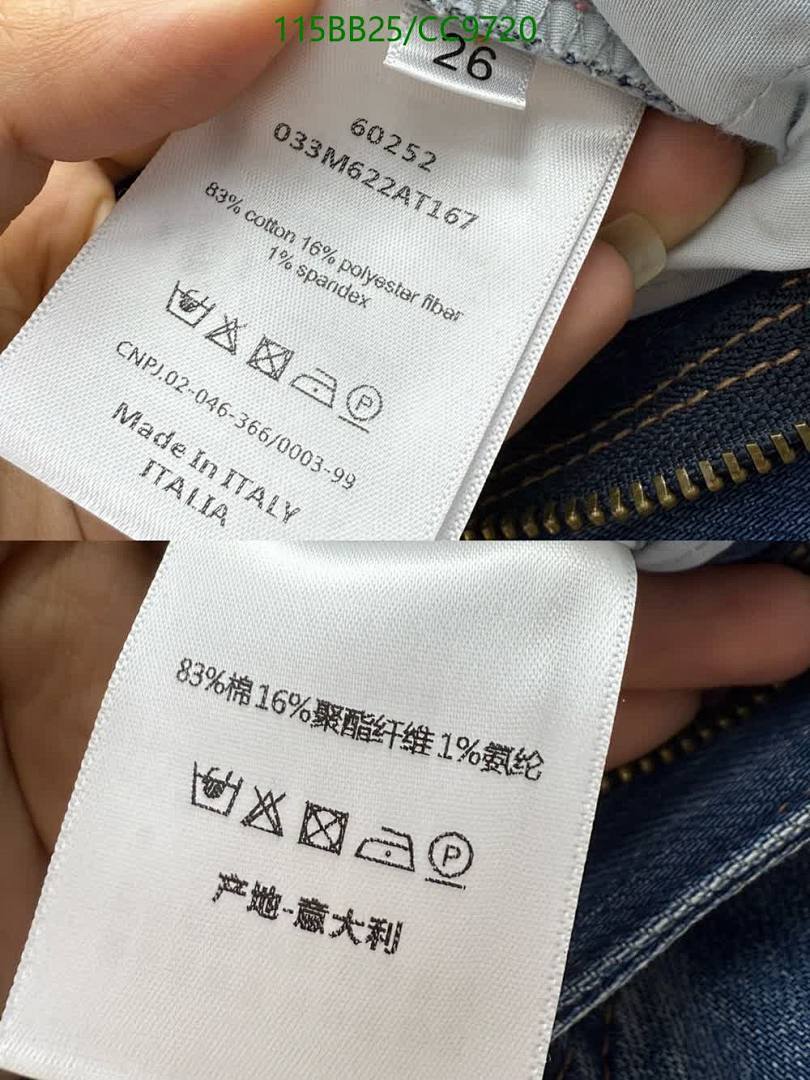 115BB25/CC9720
26
60252
033M622AT167
83% cotton 16% polyester fiber
1% spandex
P
CNPJ.02-046-366/0003-99
Made In ITALY
ITALIA
83%棉16%聚酯纤维1%氨纶
P
产地-意大利